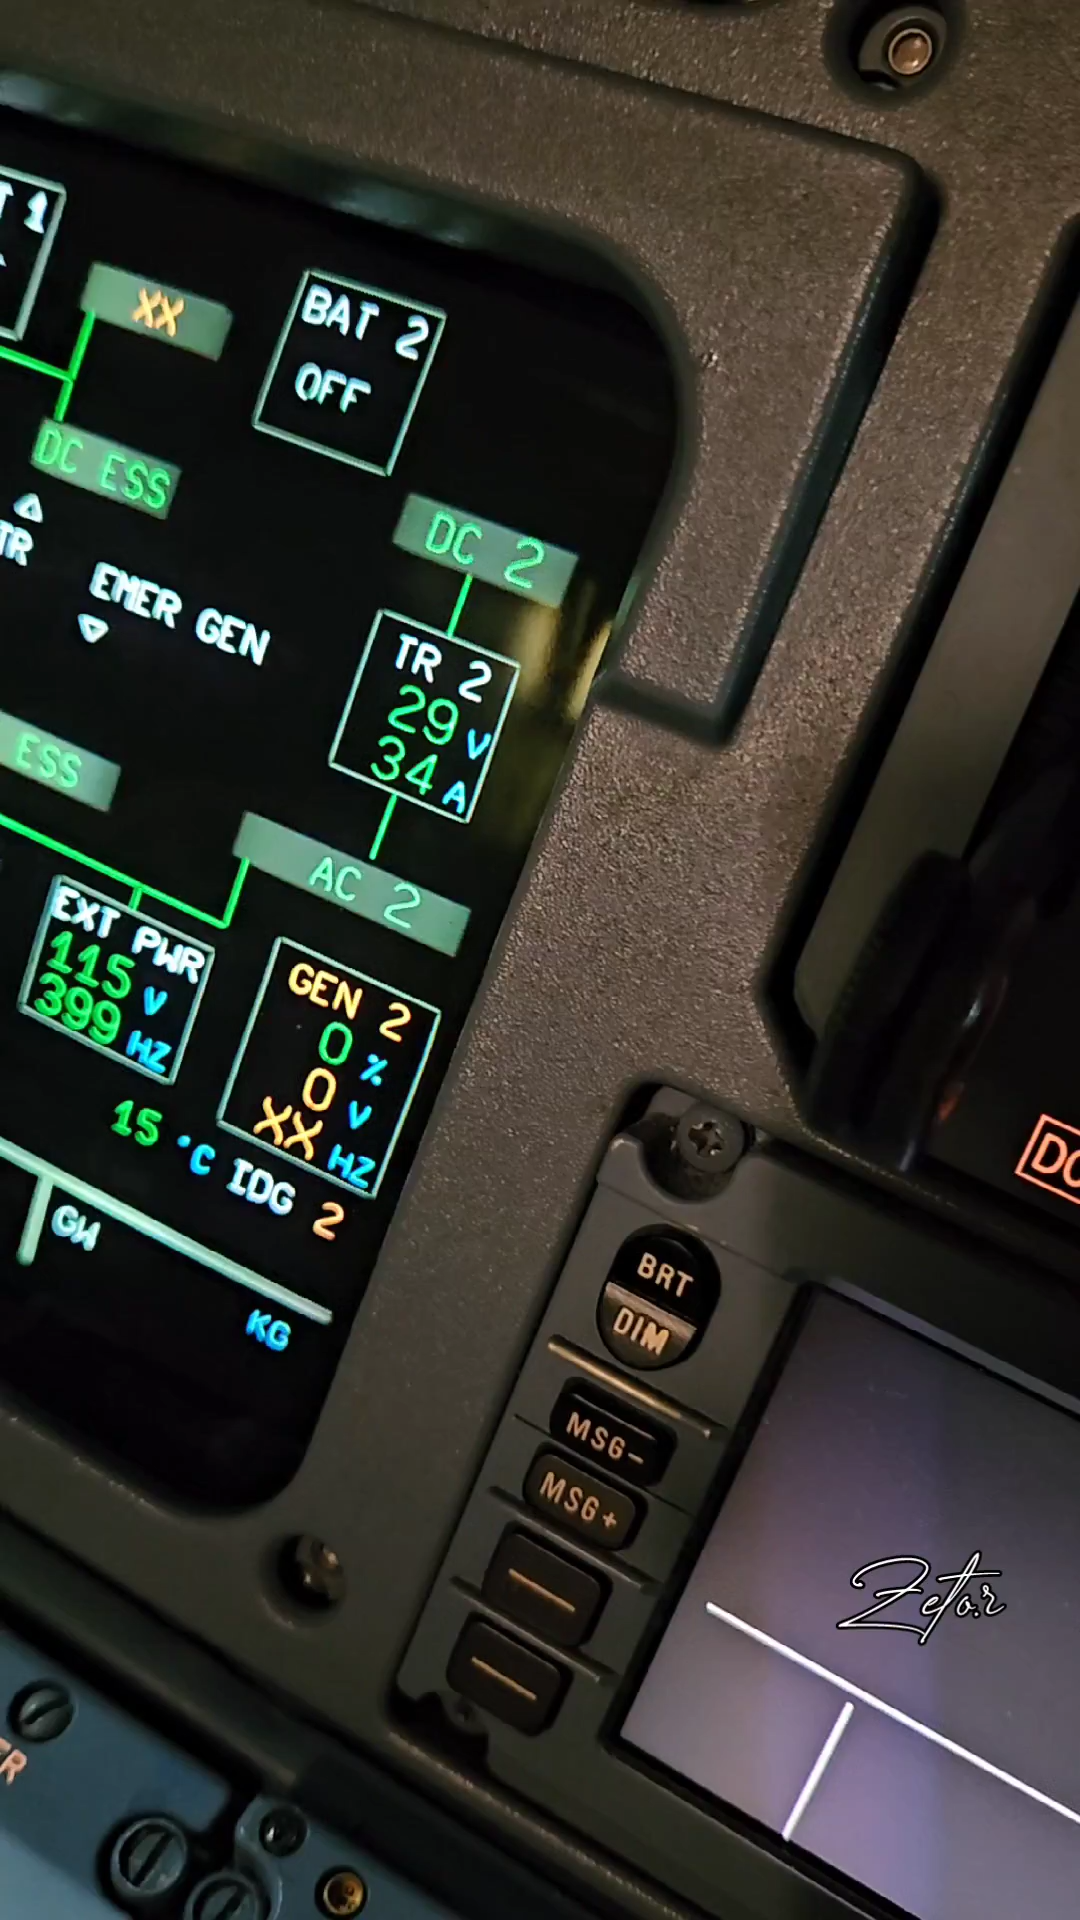 T 1
XX
BAT 2
OFF
DC ESS
DC 2
TR
EMER GEN
TR 2
29 V
34 A
ESS
AC 2
EXT PWR
115 V
399 HZ
GEN 2
0 %
0 V
XX HZ
15 °C IDG 2
GW
KG
DC
BRT
DIM
MSG-
MSG+
Zeto.r
ER